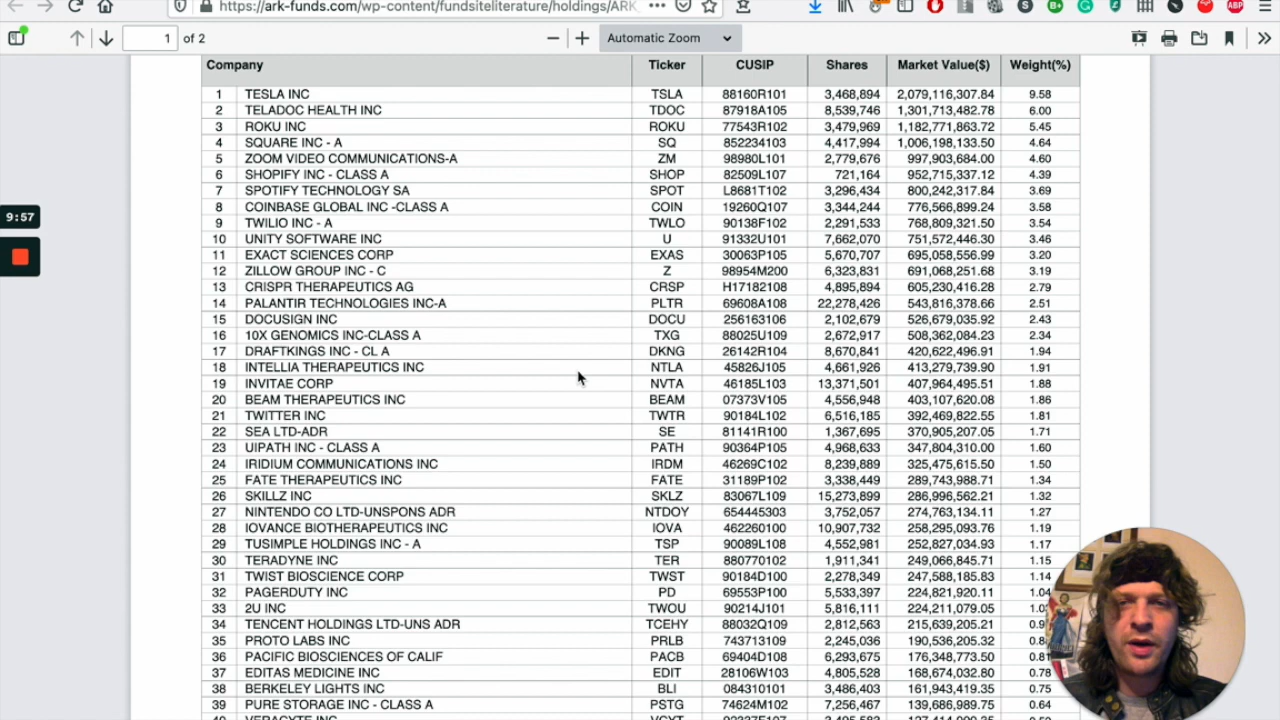 https://ark-funds.com/wp-content/fundsiteliterature/holdings/ARK_
1 of 2 Automatic Zoom
Company Ticker CUSIP Shares Market Value($) Weight(%)
1 TESLA INC TSLA 88160R101 3,468,894 2,079,116,307.84 9.58
2 TELADOC HEALTH INC TDOC 87918A105 8,539,746 1,301,713,482.78 6.00
3 ROKU INC ROKU 77543R102 3,479,969 1,182,771,863.72 5.45
4 SQUARE INC - A SQ 852234103 4,417,994 1,006,198,133.50 4.64
5 ZOOM VIDEO COMMUNICATIONS-A ZM 98980L101 2,779,676 997,903,684.00 4.60
6 SHOPIFY INC - CLASS A SHOP 82509L107 721,164 952,715,337.12 4.39
7 SPOTIFY TECHNOLOGY SA SPOT L8681T102 3,296,434 800,242,317.84 3.69
8 COINBASE GLOBAL INC -CLASS A COIN 19260Q107 3,344,244 776,566,899.24 3.58
9 TWILIO INC - A TWLO 90138F102 2,291,533 768,809,321.50 3.54
10 UNITY SOFTWARE INC U 91332U101 7,662,070 751,572,446.30 3.46
11 EXACT SCIENCES CORP EXAS 30063P105 5,670,707 695,058,556.99 3.20
12 ZILLOW GROUP INC - C Z 98954M200 6,323,831 691,068,251.68 3.19
13 CRISPR THERAPEUTICS AG CRSP H17182108 4,895,894 605,230,416.28 2.79
14 PALANTIR TECHNOLOGIES INC-A PLTR 69608A108 22,278,426 543,816,378.66 2.51
15 DOCUSIGN INC DOCU 256163106 2,102,679 526,679,035.92 2.43
16 10X GENOMICS INC-CLASS A TXG 88025U109 2,672,917 508,362,084.23 2.34
17 DRAFTKINGS INC - CL A DKNG 26142R104 8,670,841 420,622,496.91 1.94
18 INTELLIA THERAPEUTICS INC NTLA 45826J105 4,661,926 413,279,739.90 1.91
19 INVITAE CORP NVTA 46185L103 13,371,501 407,964,495.51 1.88
20 BEAM THERAPEUTICS INC BEAM 07373V105 4,556,948 403,107,620.08 1.86
21 TWITTER INC TWTR 90184L102 6,516,185 392,469,822.55 1.81
22 SEA LTD-ADR SE 81141R100 1,367,695 370,905,207.05 1.71
23 UIPATH INC - CLASS A PATH 90364P105 4,968,633 347,804,310.00 1.60
24 IRIDIUM COMMUNICATIONS INC IRDM 46269C102 8,239,889 325,475,615.50 1.50
25 FATE THERAPEUTICS INC FATE 31189P102 3,338,449 289,743,988.71 1.34
26 SKILLZ INC SKLZ 83067L109 15,273,899 286,996,562.21 1.32
27 NINTENDO CO LTD-UNSPONS ADR NTDOY 654445303 3,752,057 274,763,134.11 1.27
28 IOVANCE BIOTHERAPEUTICS INC IOVA 462260100 10,907,732 258,295,093.76 1.19
29 TUSIMPLE HOLDINGS INC - A TSP 90089L108 4,552,981 252,827,034.93 1.17
30 TERADYNE INC TER 880770102 1,911,341 249,066,845.71 1.15
31 TWIST BIOSCIENCE CORP TWST 90184D100 2,278,349 247,588,185.83 1.14
32 PAGERDUTY INC PD 69553P100 5,533,397 224,821,920.11 1.04
33 2U INC TWOU 90214J101 5,816,111 224,211,079.05
34 TENCENT HOLDINGS LTD-UNS ADR TCEHY 88032Q109 2,812,563 215,639,205.21
35 PROTO LABS INC PRLB 743713109 2,245,036 190,536,205.32
36 PACIFIC BIOSCIENCES OF CALIF PACB 69404D108 6,293,675 176,348,773.50 0.81
37 EDITAS MEDICINE INC EDIT 28106W103 4,805,528 168,674,032.80 0.78
38 BERKELEY LIGHTS INC BLI 084310101 3,486,403 161,943,419.35 0.75
39 PURE STORAGE INC - CLASS A PSTG 74624M102 7,256,467 139,686,989.75 0.64
9:57
ABP